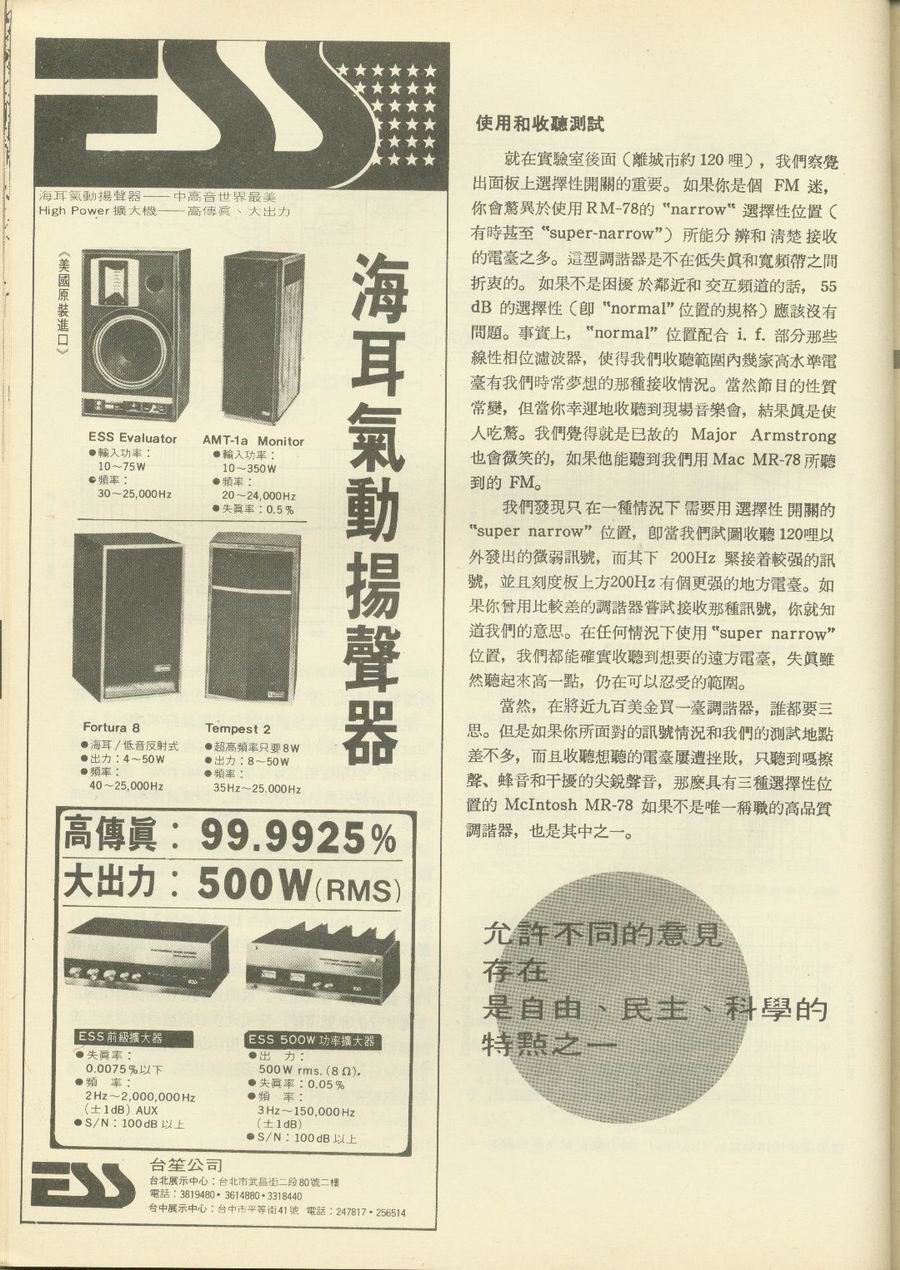 ESS
海耳氣動揚聲器——中高音世界最美
High Power 擴大機——高傳眞、大出力
《美國原裝進口》
海耳氣動揚聲器
ESS Evaluator
●輸入功率：
10～75W
●頻率：
30～25,000Hz
AMT-1a Monitor
●輸入功率：
10～350W
●頻率：
20～24,000Hz
●失眞率：0.5%
Fortura 8
●海耳/低音反射式
●出力：4～50W
●頻率：
40～25,000Hz
Tempest 2
●超高頻率只要8W
●出力：8～50W
●頻率：
35Hz～25.000Hz
高傳眞：99.9925%
大出力：500W(RMS)
ESS前級擴大器
●失眞率：
0.0075%以下
●頻 率：
2Hz～2,000,000Hz
(±1dB) AUX
●S/N：100dB以上
ESS 500W功率擴大器
●出 力：
500W rms.(8Ω).
●失眞率：0.05%
●頻 率：
3Hz～150,000Hz
(±1dB)
●S/N：100dB以上
ESS
台笙公司
台北展示中心：台北市武昌街二段80號二樓
電話：3819480・3614880・3318440
台中展示中心：台中市平等街41號 電話：247817・256514
使用和收聽測試
就在實驗室後面（離城市約120哩），我們察覺
出面板上選擇性開關的重要。如果你是個 FM 迷，
你會驚異於使用RM-78的 "narrow" 選擇性位置（
有時甚至 "super-narrow"）所能分辨和清楚接收
的電臺之多。這型調諧器是不在低失眞和寬頻帶之間
折衷的。如果不是困擾於鄰近和交互頻道的話，55
dB 的選擇性（卽 "normal" 位置的規格）應該沒有
問題。事實上，"normal" 位置配合 i. f. 部分那些
線性相位濾波器，使得我們收聽範圍內幾家高水準電
臺有我們時常夢想的那種接收情況。當然節目的性質
常變，但當你幸運地收聽到現場音樂會，結果眞是使
人吃驚。我們覺得就是已故的 Major Armstrong
也會微笑的，如果他能聽到我們用Mac MR-78所聽
到的 FM。
我們發現只在一種情況下需要用選擇性開關的
"super narrow" 位置，卽當我們試圖收聽120哩以
外發出的微弱訊號，而其下 200Hz 緊接着較强的訊
號，並且刻度板上方200Hz有個更强的地方電臺。如
果你曾用比較差的調諧器嘗試接收那種訊號，你就知
道我們的意思。在任何情況下使用 "super narrow"
位置，我們都能確實收聽到想要的遠方電臺，失眞雖
然聽起來高一點，仍在可以忍受的範圍。
當然，在將近九百美金買一臺調諧器，誰都要三
思。但是如果你所面對的訊號情況和我們的測試地點
差不多，而且收聽想聽的電臺屢遭挫敗，只聽到嘎擦
聲、蜂音和干擾的尖銳聲音，那麼具有三種選擇性位
置的 McIntosh MR-78 如果不是唯一稱職的高品質
調諧器，也是其中之一。
允許不同的意見
存在
是自由、民主、科學的
特點之一